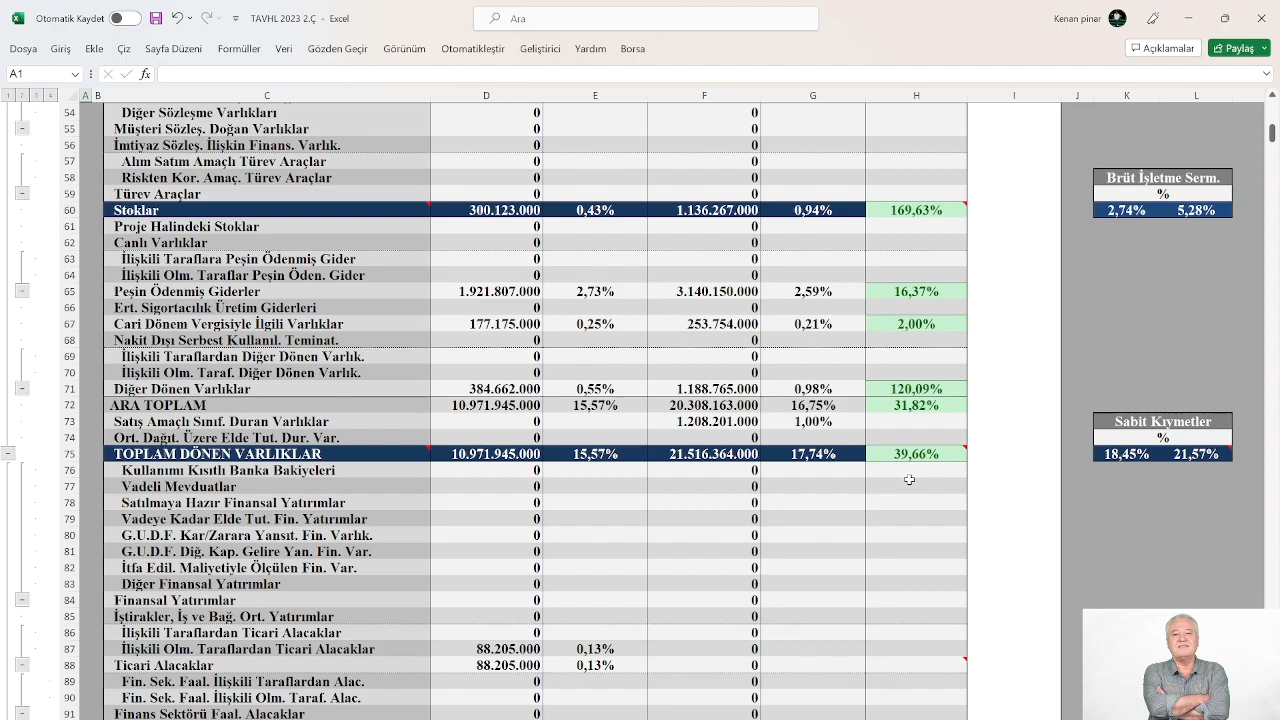 Otomatik Kaydet TAVHL 2023 2.Ç - Excel Ara Kenan pinar
Dosya Giriş Ekle Çiz Sayfa Düzeni Formüller Veri Gözden Geçir Görünüm Otomatikleştir Geliştirici Yardım Borsa Açıklamalar Paylaş
A1 fx
1 2 3 4 A B C D E F G H I J K L
54 Diğer Sözleşme Varlıkları 0 0
55 Müşteri Sözleş. Doğan Varlıklar 0 0
56 İmtiyaz Sözleş. İlişkin Finans. Varlık. 0 0
57 Alım Satım Amaçlı Türev Araçlar 0 0
58 Riskten Kor. Amaç. Türev Araçlar 0 0 Brüt İşletme Serm.
59 Türev Araçlar 0 0 %
60 Stoklar 300.123.000 0,43% 1.136.267.000 0,94% 169,63% 2,74% 5,28%
61 Proje Halindeki Stoklar 0 0
62 Canlı Varlıklar 0 0
63 İlişkili Taraflara Peşin Ödenmiş Gider 0 0
64 İlişkili Olm. Taraflar Peşin Öden. Gider 0 0
65 Peşin Ödenmiş Giderler 1.921.807.000 2,73% 3.140.150.000 2,59% 16,37%
66 Ert. Sigortacılık Üretim Giderleri 0 0
67 Cari Dönem Vergisiyle İlgili Varlıklar 177.175.000 0,25% 253.754.000 0,21% 2,00%
68 Nakit Dışı Serbest Kullanıl. Teminat. 0 0
69 İlişkili Taraflardan Diğer Dönen Varlık. 0 0
70 İlişkili Olm. Taraf. Diğer Dönen Varlık. 0 0
71 Diğer Dönen Varlıklar 384.662.000 0,55% 1.188.765.000 0,98% 120,09%
72 ARA TOPLAM 10.971.945.000 15,57% 20.308.163.000 16,75% 31,82%
73 Satış Amaçlı Sınıf. Duran Varlıklar 0 1.208.201.000 1,00% Sabit Kıymetler
74 Ort. Dağıt. Üzere Elde Tut. Dur. Var. 0 0 %
75 TOPLAM DÖNEN VARLIKLAR 10.971.945.000 15,57% 21.516.364.000 17,74% 39,66% 18,45% 21,57%
76 Kullanımı Kısıtlı Banka Bakiyeleri 0 0
77 Vadeli Mevduatlar 0 0
78 Satılmaya Hazır Finansal Yatırımlar 0 0
79 Vadeye Kadar Elde Tut. Fin. Yatırımlar 0 0
80 G.U.D.F. Kar/Zarara Yansıt. Fin. Varlık. 0 0
81 G.U.D.F. Diğ. Kap. Gelire Yan. Fin. Var. 0 0
82 İtfa Edil. Maliyetiyle Ölçülen Fin. Var. 0 0
83 Diğer Finansal Yatırımlar 0 0
84 Finansal Yatırımlar 0 0
85 İştirakler, İş ve Bağ. Ort. Yatırımlar 0 0
86 İlişkili Taraflardan Ticari Alacaklar 0 0
87 İlişkili Olm. Taraflardan Ticari Alacaklar 88.205.000 0,13% 0
88 Ticari Alacaklar 88.205.000 0,13% 0
89 Fin. Sek. Faal. İlişkili Taraflardan Alac. 0 0
90 Fin. Sek. Faal. İlişkili Olm. Taraf. Alac. 0 0
91 Finans Sektörü Faal. Alacaklar 0 0